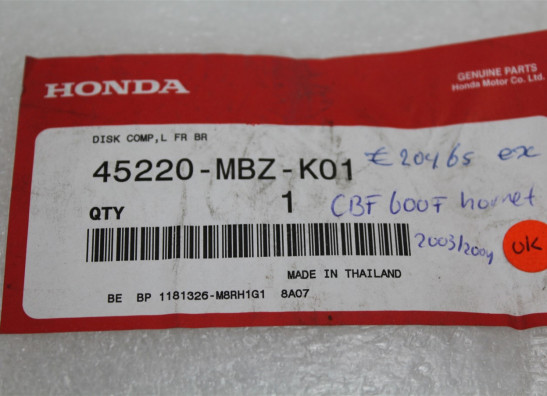 HONDA
GENUINE PARTS
Honda Motor Co. Ltd.
DISK COMP, L FR BR
45220-MBZ-K01
€ 204,65 exc
QTY 1
CBF 600F hornet
2003/2004
OK
MADE IN THAILAND
BE BP 1181326-M8RH1G1 8A07